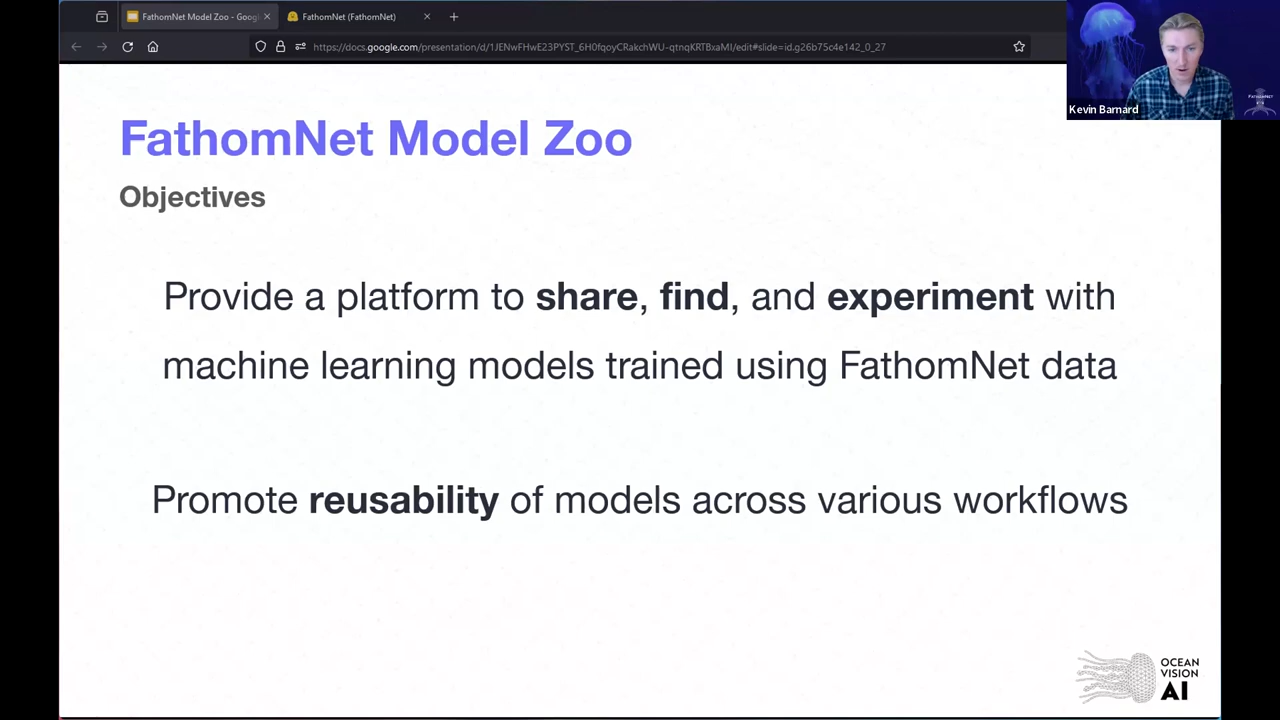 FathomNet Model Zoo - Goog
FathomNet (FathomNet)
https://docs.google.com/presentation/d/1JENwFHwE23PYST_6H0fqoyCRakchWU-qtnqKRTBxaMI/edit#slide=id.g26b75c4e142_0_27
Kevin Barnard
FATHOMNET
FathomNet Model Zoo
Objectives
Provide a platform to share, find, and experiment with
machine learning models trained using FathomNet data
Promote reusability of models across various workflows
OCEAN
VISION
AI